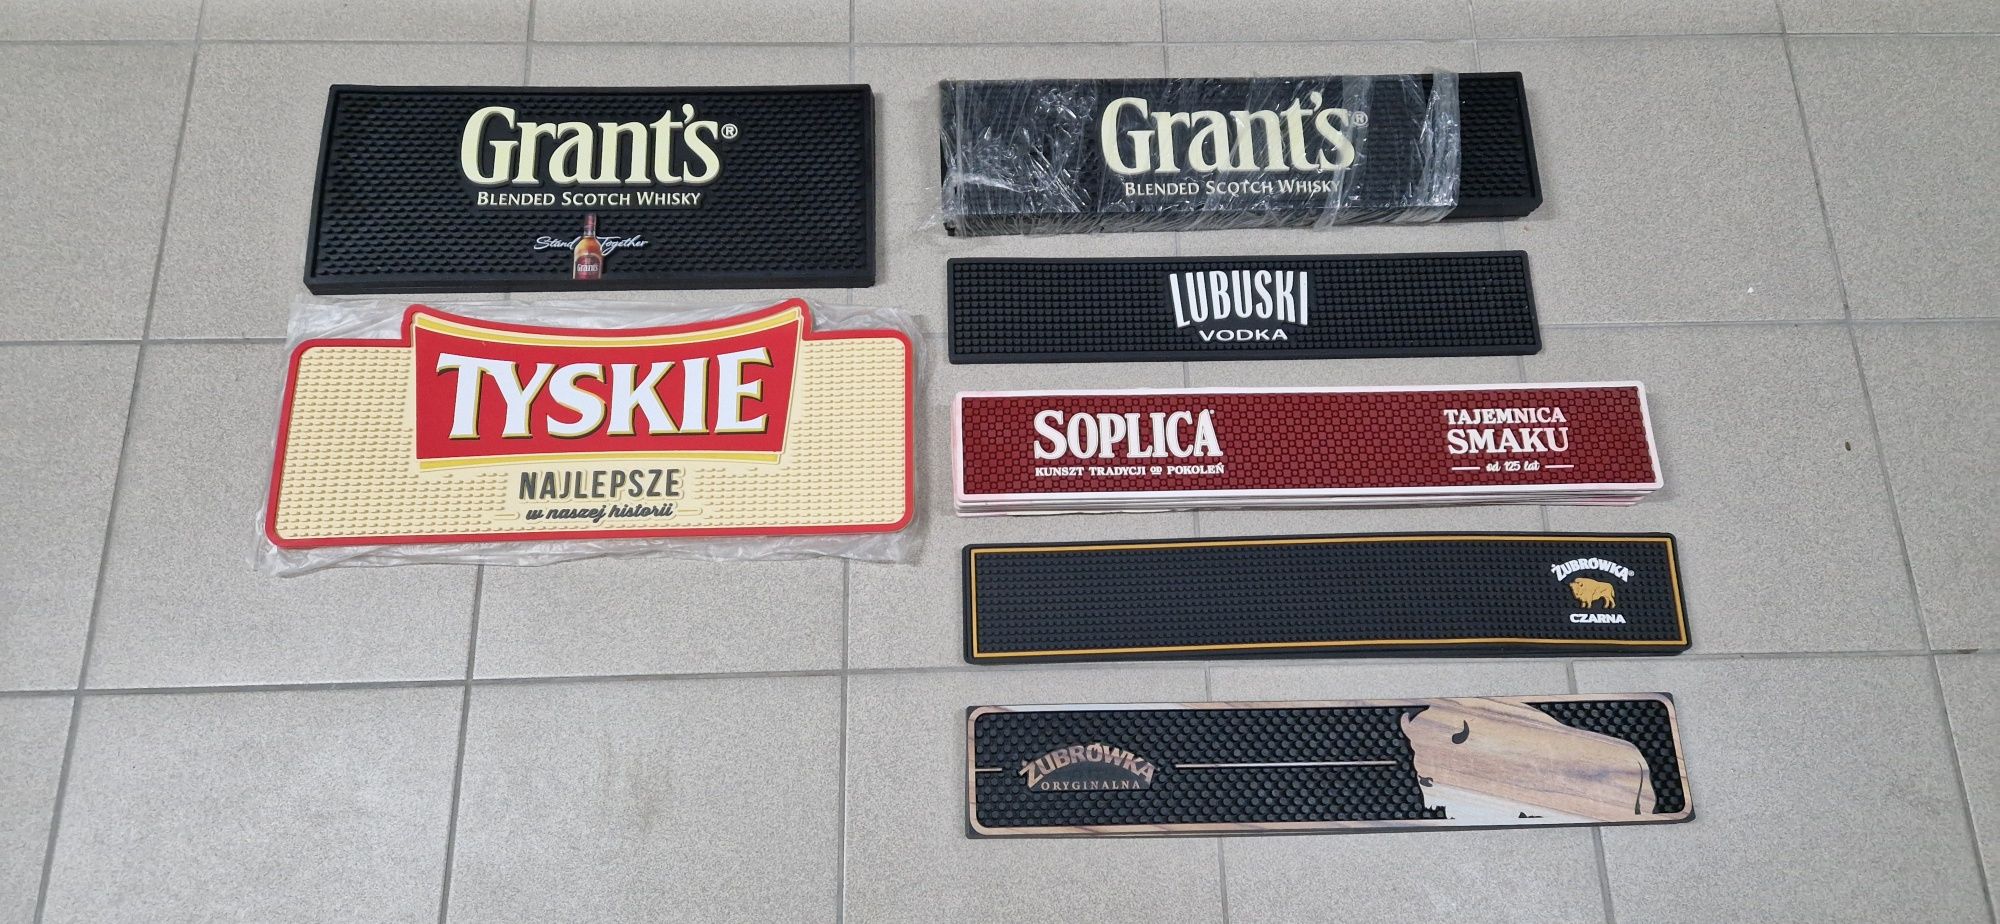 Grant's®
BLENDED SCOTCH WHISKY
Stand Together
Grant's
TYSKIE
NAJLEPSZE
w naszej historii
Grant's®
BLENDED SCOTCH WHISKY
LUBUSKI
VODKA
SOPLICA
KUNSZT TRADYCJI OD POKOLEŃ
TAJEMNICA
SMAKU
od 125 lat
ŻUBRÓWKA®
CZARNA
ŻUBRÓWKA
ORYGINALNA